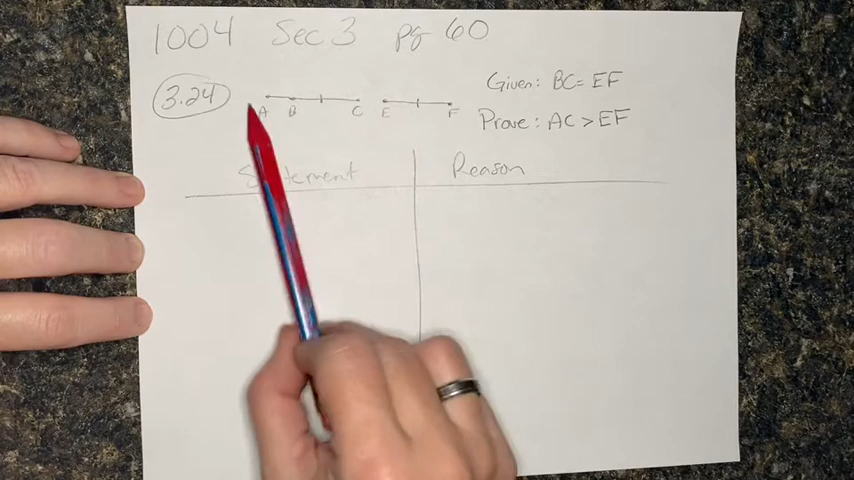 1004 Sec 3 pg 60
3.24
A B C E F
Given: BC = EF
Prove: AC > EF
Reason